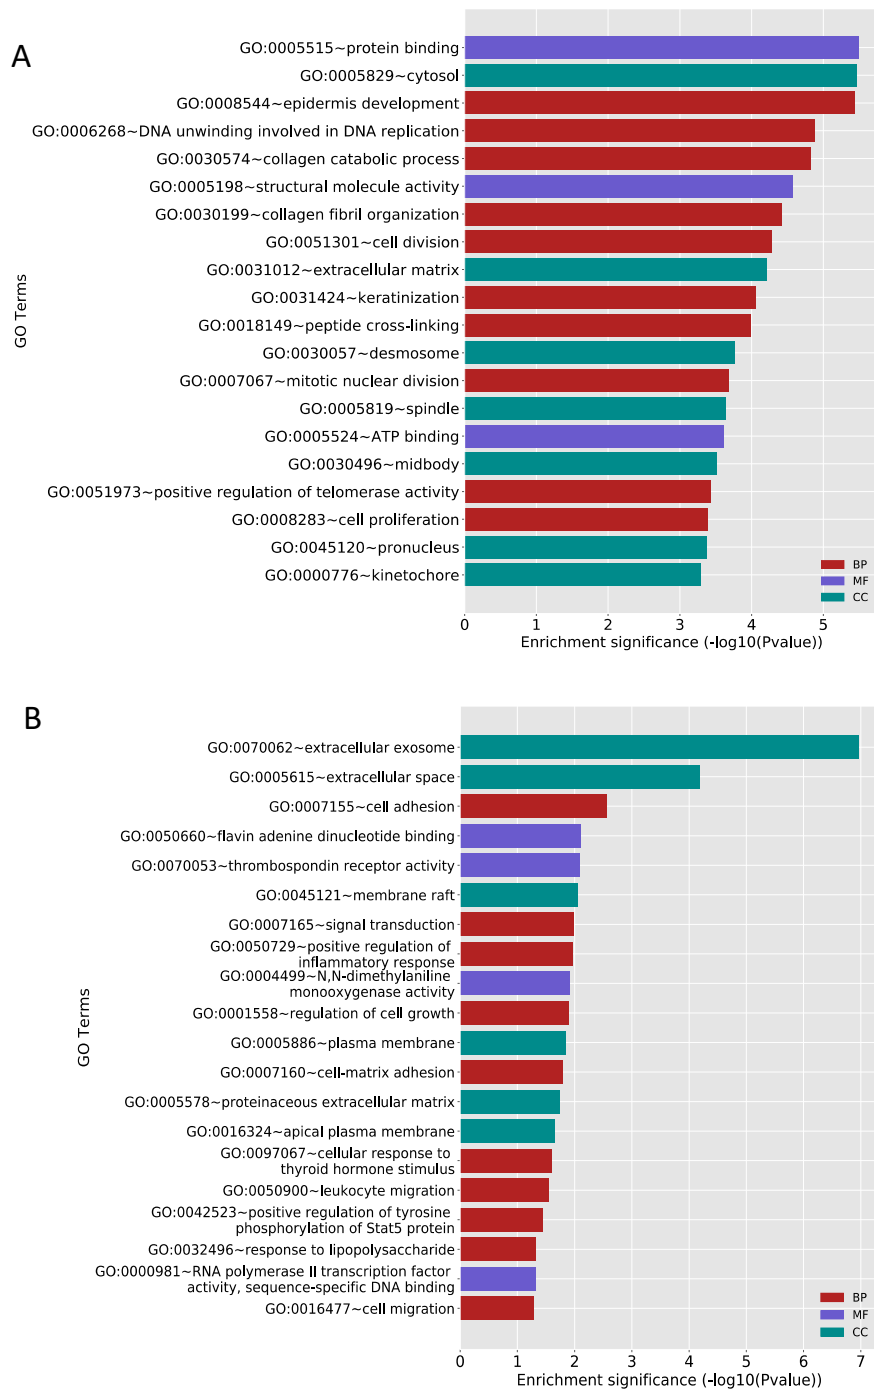 A
GO:0005515~protein binding
GO:0005829~cytosol
GO:0008544~epidermis development
GO:0006268~DNA unwinding involved in DNA replication
GO:0030574~collagen catabolic process
GO:0005198~structural molecule activity
GO:0030199~collagen fibril organization
GO:0051301~cell division
GO:0031012~extracellular matrix
GO:0031424~keratinization
GO:0018149~peptide cross-linking
GO:0030057~desmosome
GO:0007067~mitotic nuclear division
GO:0005819~spindle
GO:0005524~ATP binding
GO:0030496~midbody
GO:0051973~positive regulation of telomerase activity
GO:0008283~cell proliferation
GO:0045120~pronucleus
GO:0000776~kinetochore
GO Terms
BP
MF
CC
0 1 2 3 4 5
Enrichment significance (-log10(Pvalue))
B
GO:0070062~extracellular exosome
GO:0005615~extracellular space
GO:0007155~cell adhesion
GO:0050660~flavin adenine dinucleotide binding
GO:0070053~thrombospondin receptor activity
GO:0045121~membrane raft
GO:0007165~signal transduction
GO:0050729~positive regulation of
inflammatory response
GO:0004499~N,N-dimethylaniline
monooxygenase activity
GO:0001558~regulation of cell growth
GO:0005886~plasma membrane
GO:0007160~cell-matrix adhesion
GO:0005578~proteinaceous extracellular matrix
GO:0016324~apical plasma membrane
GO:0097067~cellular response to
thyroid hormone stimulus
GO:0050900~leukocyte migration
GO:0042523~positive regulation of tyrosine
phosphorylation of Stat5 protein
GO:0032496~response to lipopolysaccharide
GO:0000981~RNA polymerase II transcription factor
activity, sequence-specific DNA binding
GO:0016477~cell migration
GO Terms
BP
MF
CC
0 1 2 3 4 5 6 7
Enrichment significance (-log10(Pvalue))